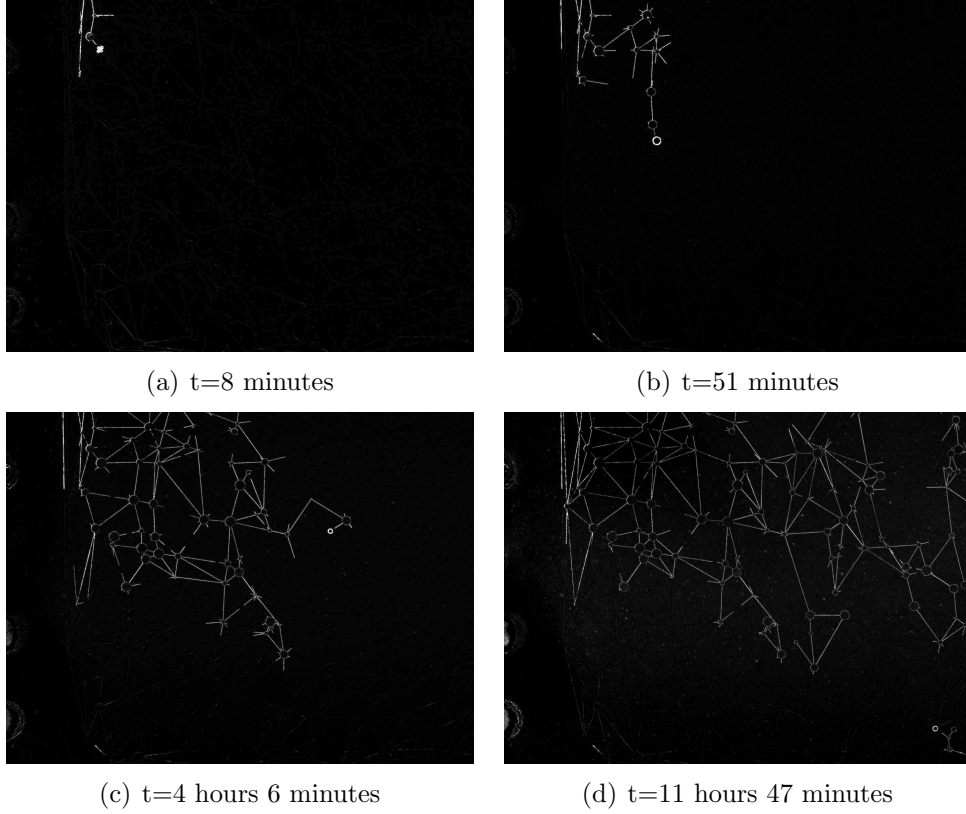 (a) t=8 minutes
(b) t=51 minutes
(c) t=4 hours 6 minutes
(d) t=11 hours 47 minutes